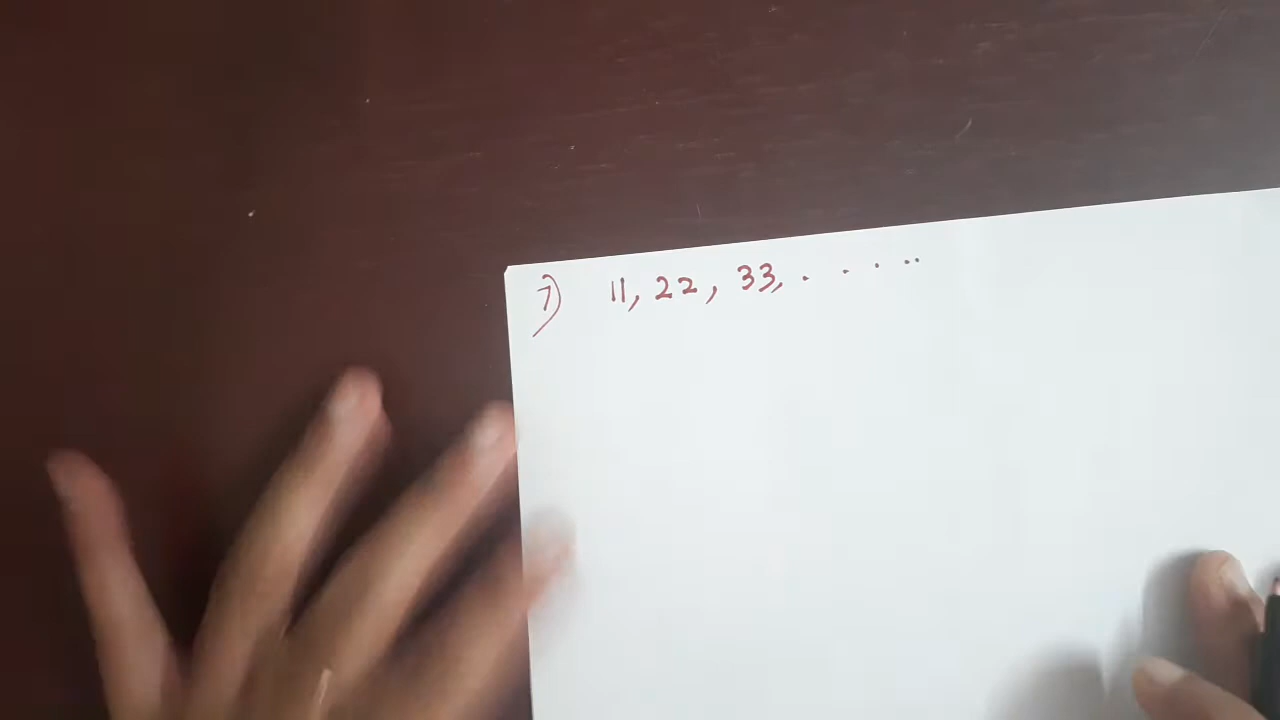 7) 11, 22, 33, . . . . .